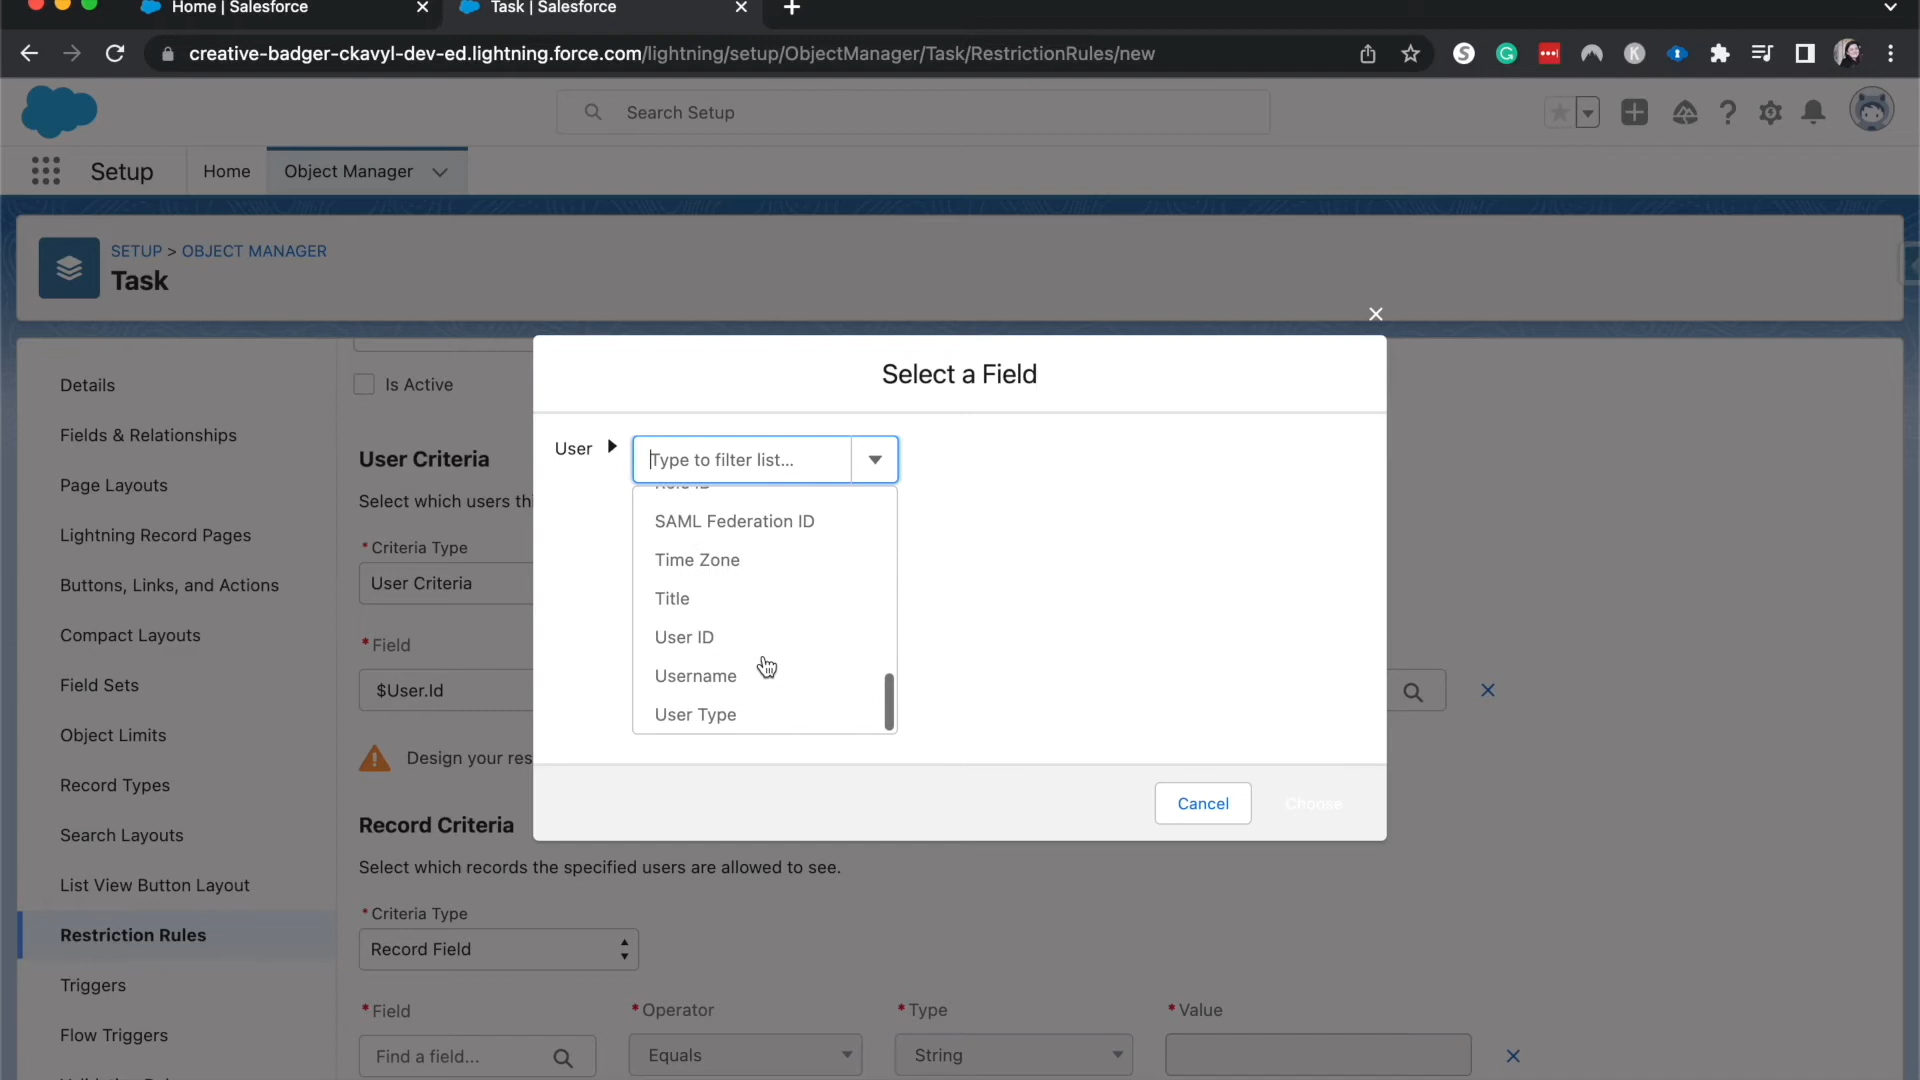 Home | Salesforce
Task | Salesforce
creative-badger-ckavyl-dev-ed.lightning.force.com/lightning/setup/ObjectManager/Task/RestrictionRules/new
Search Setup
Setup
Home
Object Manager
SETUP > OBJECT MANAGER
Task
Details
Fields & Relationships
Page Layouts
Lightning Record Pages
Buttons, Links, and Actions
Compact Layouts
Field Sets
Object Limits
Record Types
Search Layouts
List View Button Layout
Restriction Rules
Triggers
Flow Triggers
Is Active
User Criteria
Select which users thi
* Criteria Type
User Criteria
* Field
$User.Id
Design your res
Select a Field
User
Type to filter list...
SAML Federation ID
Time Zone
Title
User ID
Username
User Type
Cancel
Choose
Record Criteria
Select which records the specified users are allowed to see.
* Criteria Type
Record Field
* Field
* Operator
* Type
* Value
Find a field...
Equals
String